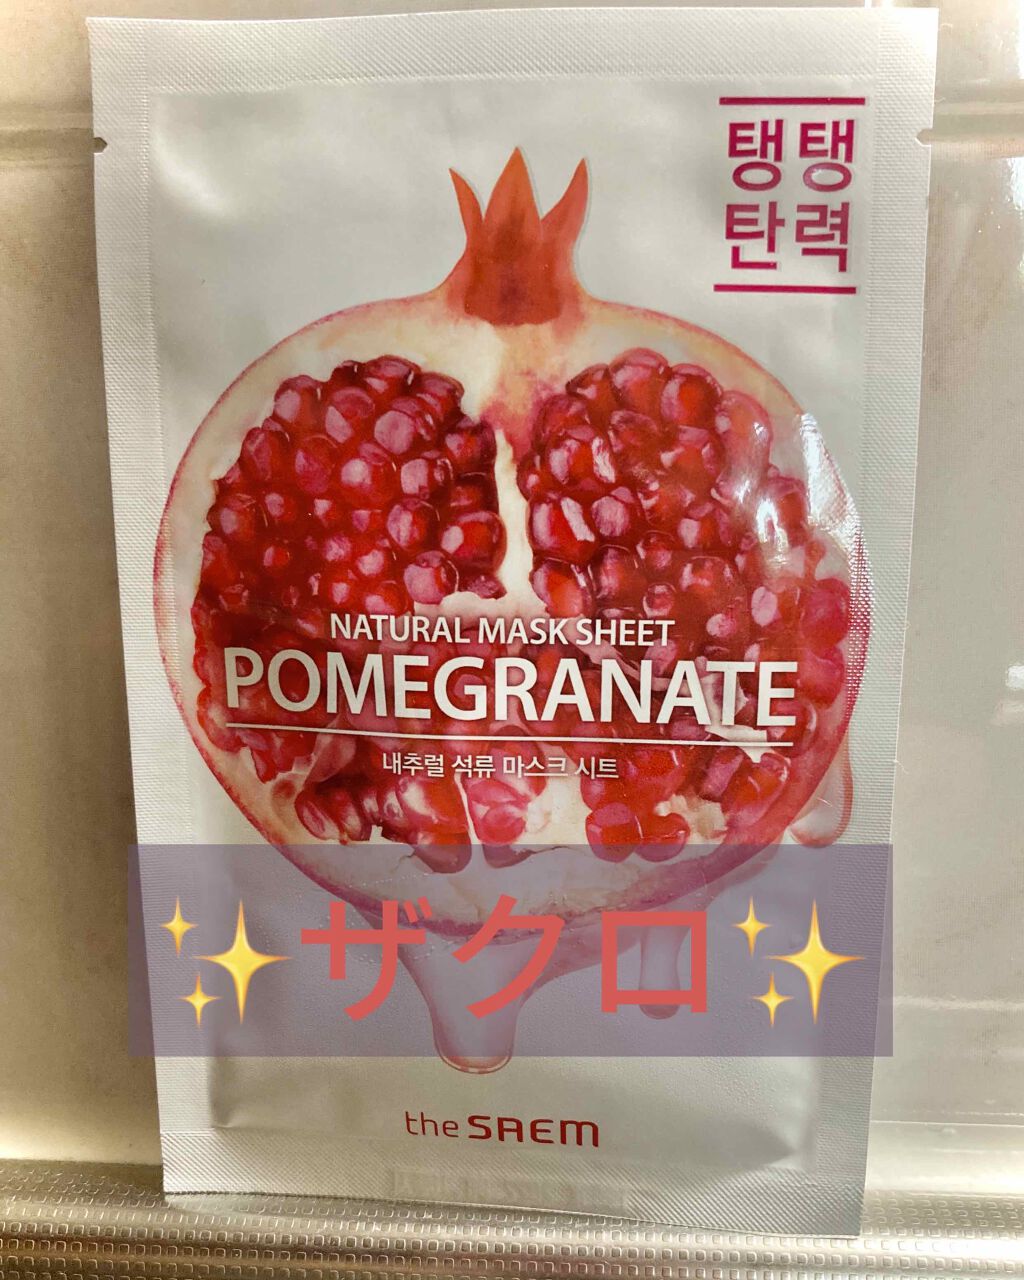 탱탱
탄력
NATURAL MASK SHEET
POMEGRANATE
내추럴 석류 마스크 시트
✨ザクロ✨
the SAEM